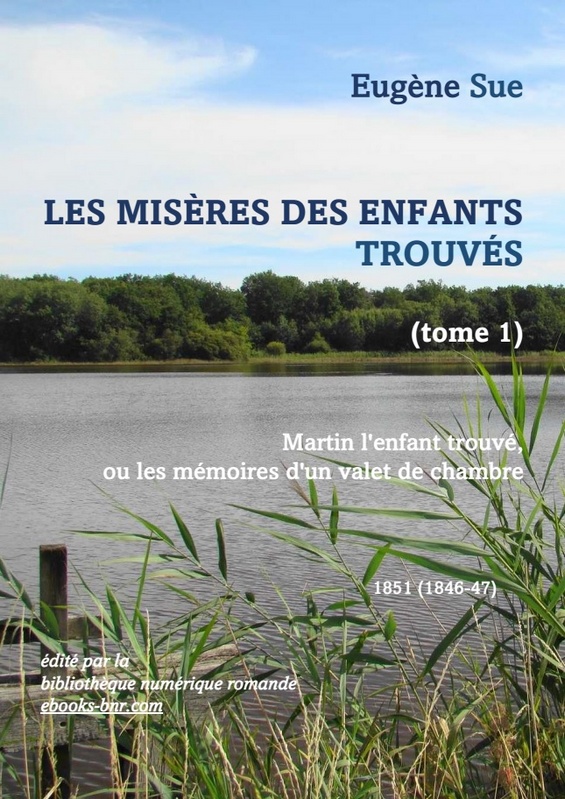 Eugène Sue
LES MISÈRES DES ENFANTS
TROUVÉS
(tome 1)
Martin l'enfant trouvé,
ou les mémoires d'un valet de chambre
1851 (1846-47)
édité par la
bibliothèque numérique romande
ebooks-bnr.com